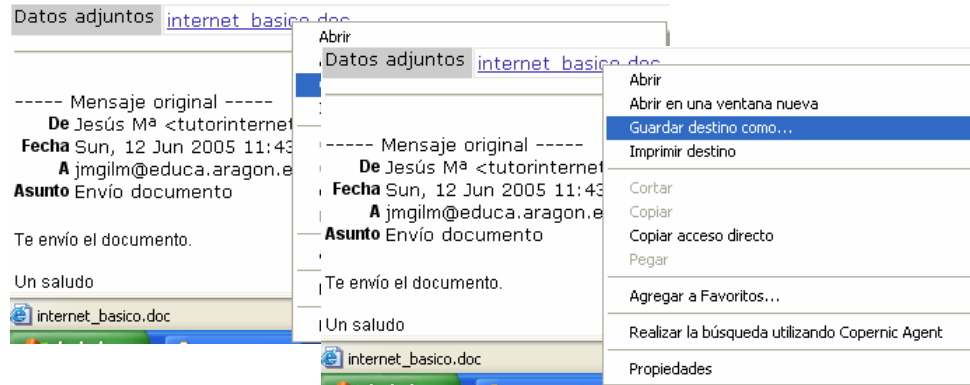 Datos adjuntos internet_basico.doc
Abrir
----- Mensaje original -----
De Jesús Mª <tutorinternet
Fecha Sun, 12 Jun 2005 11:43
A jmgilm@educa.aragon.e
Asunto Envío documento
Te envío el documento.
Un saludo
internet_basico.doc
Datos adjuntos internet_basico.doc
----- Mensaje original -----
De Jesús Mª <tutorinternet
Fecha Sun, 12 Jun 2005 11:43
A jmgilm@educa.aragon.e
Asunto Envío documento
Te envío el documento.
Un saludo
internet_basico.doc
Abrir
Abrir en una ventana nueva
Guardar destino como...
Imprimir destino
Cortar
Copiar
Copiar acceso directo
Pegar
Agregar a Favoritos...
Realizar la búsqueda utilizando Copernic Agent
Propiedades